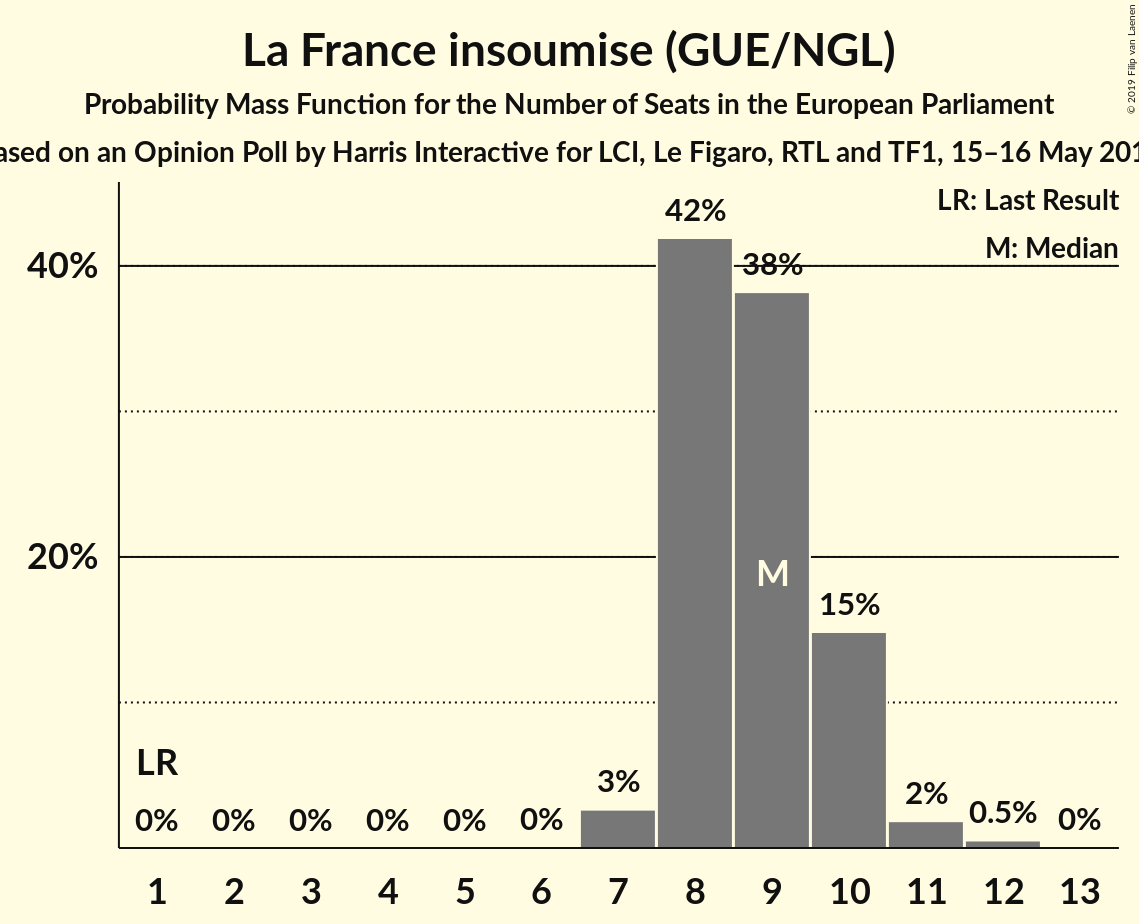 © 2019 Filip van Laenen
La France insoumise (GUE/NGL)
Probability Mass Function for the Number of Seats in the European Parliament
ased on an Opinion Poll by Harris Interactive for LCI, Le Figaro, RTL and TF1, 15–16 May 201
LR: Last Result
M: Median
42%
40%
38%
20%
M
15%
LR
0% 0% 0% 0% 0% 0% 3% 2% 0.5% 0%
1 2 3 4 5 6 7 8 9 10 11 12 13